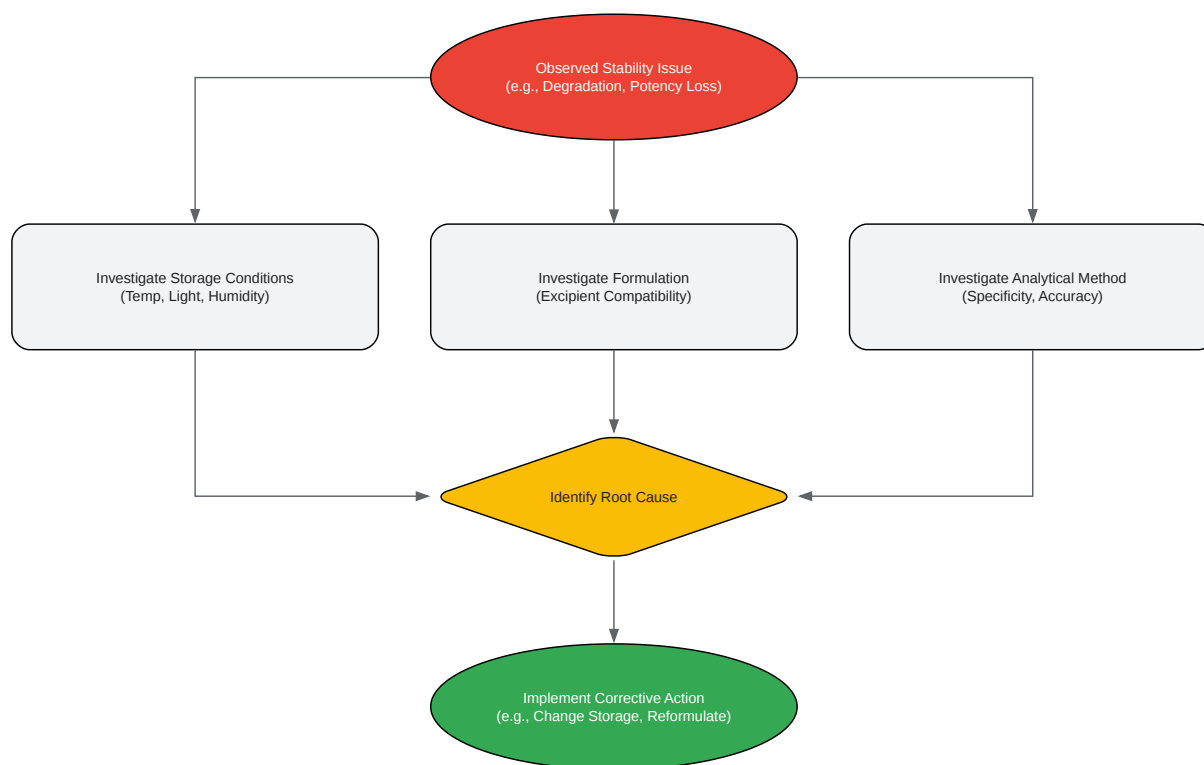 Observed Stability Issue
(e.g., Degradation, Potency Loss)
Investigate Storage Conditions
(Temp, Light, Humidity)
Investigate Formulation
(Excipient Compatibility)
Investigate Analytical Method
(Specificity, Accuracy)
Identify Root Cause
Implement Corrective Action
(e.g., Change Storage, Reformulate)